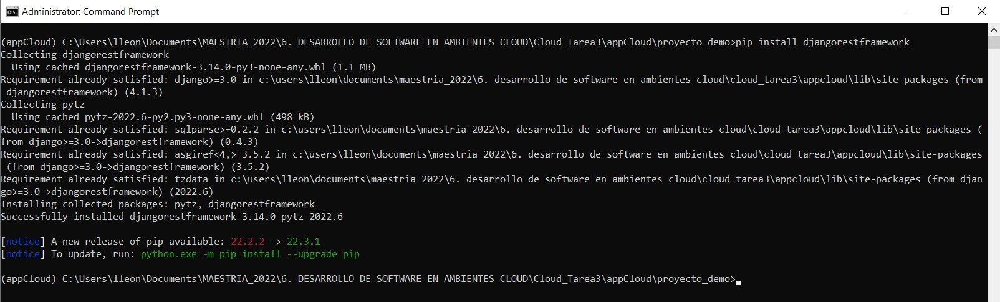 Administrator: Command Prompt
(appCloud) C:\Users\lleon\Documents\MAESTRIA_2022\6. DESARROLLO DE SOFTWARE EN AMBIENTES CLOUD\Cloud_Tarea3\appCloud\proyecto_demo>pip install djangorestframework
Collecting djangorestframework
  Using cached djangorestframework-3.14.0-py3-none-any.whl (1.1 MB)
Requirement already satisfied: django>=3.0 in c:\users\lleon\documents\maestria_2022\6. desarrollo de software en ambientes cloud\cloud_tarea3\appcloud\lib\site-packages (from
 djangorestframework) (4.1.3)
Collecting pytz
  Using cached pytz-2022.6-py2.py3-none-any.whl (498 kB)
Requirement already satisfied: sqlparse>=0.2.2 in c:\users\lleon\documents\maestria_2022\6. desarrollo de software en ambientes cloud\cloud_tarea3\appcloud\lib\site-packages (
from django>=3.0->djangorestframework) (0.4.3)
Requirement already satisfied: asgiref<4,>=3.5.2 in c:\users\lleon\documents\maestria_2022\6. desarrollo de software en ambientes cloud\cloud_tarea3\appcloud\lib\site-packages
 (from django>=3.0->djangorestframework) (3.5.2)
Requirement already satisfied: tzdata in c:\users\lleon\documents\maestria_2022\6. desarrollo de software en ambientes cloud\cloud_tarea3\appcloud\lib\site-packages (from djan
go>=3.0->djangorestframework) (2022.6)
Installing collected packages: pytz, djangorestframework
Successfully installed djangorestframework-3.14.0 pytz-2022.6
[notice] A new release of pip available: 22.2.2 -> 22.3.1
[notice] To update, run: python.exe -m pip install --upgrade pip
(appCloud) C:\Users\lleon\Documents\MAESTRIA_2022\6. DESARROLLO DE SOFTWARE EN AMBIENTES CLOUD\Cloud_Tarea3\appCloud\proyecto_demo>